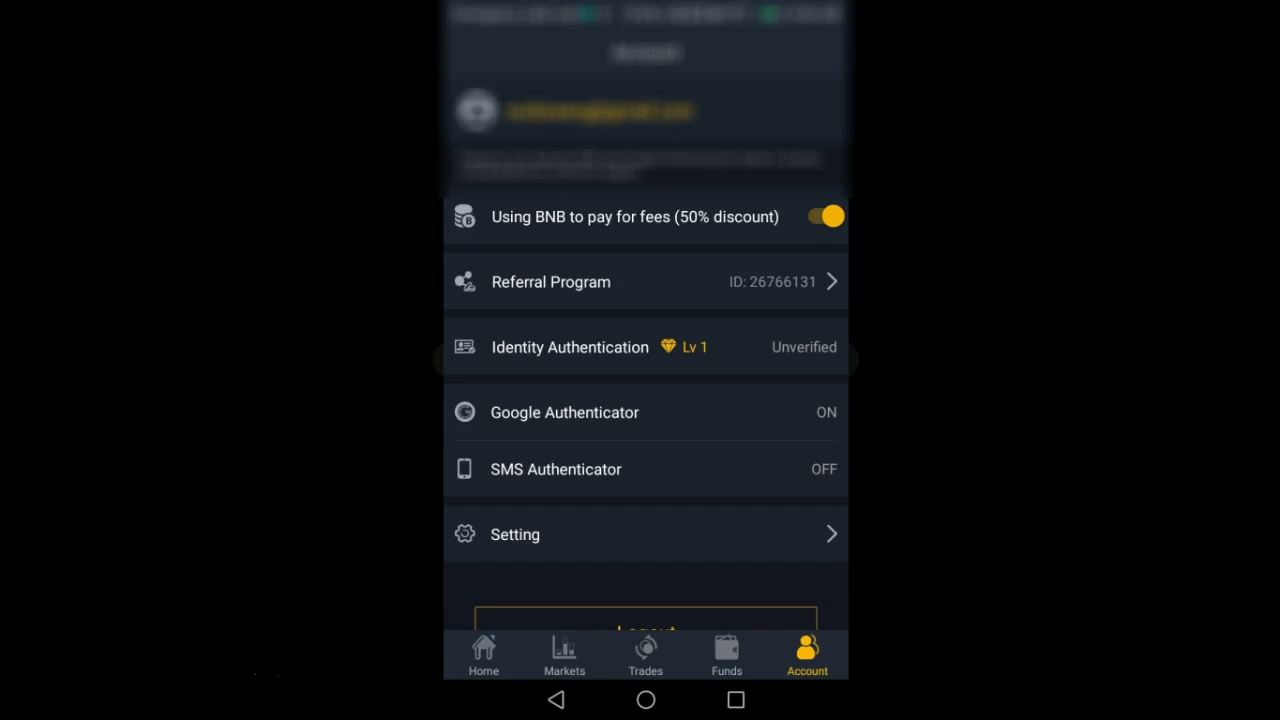 Using BNB to pay for fees (50% discount)
Referral Program ID: 26766131
Identity Authentication Lv 1 Unverified
Google Authenticator ON
SMS Authenticator OFF
Setting
Logout
Home Markets Trades Funds Account